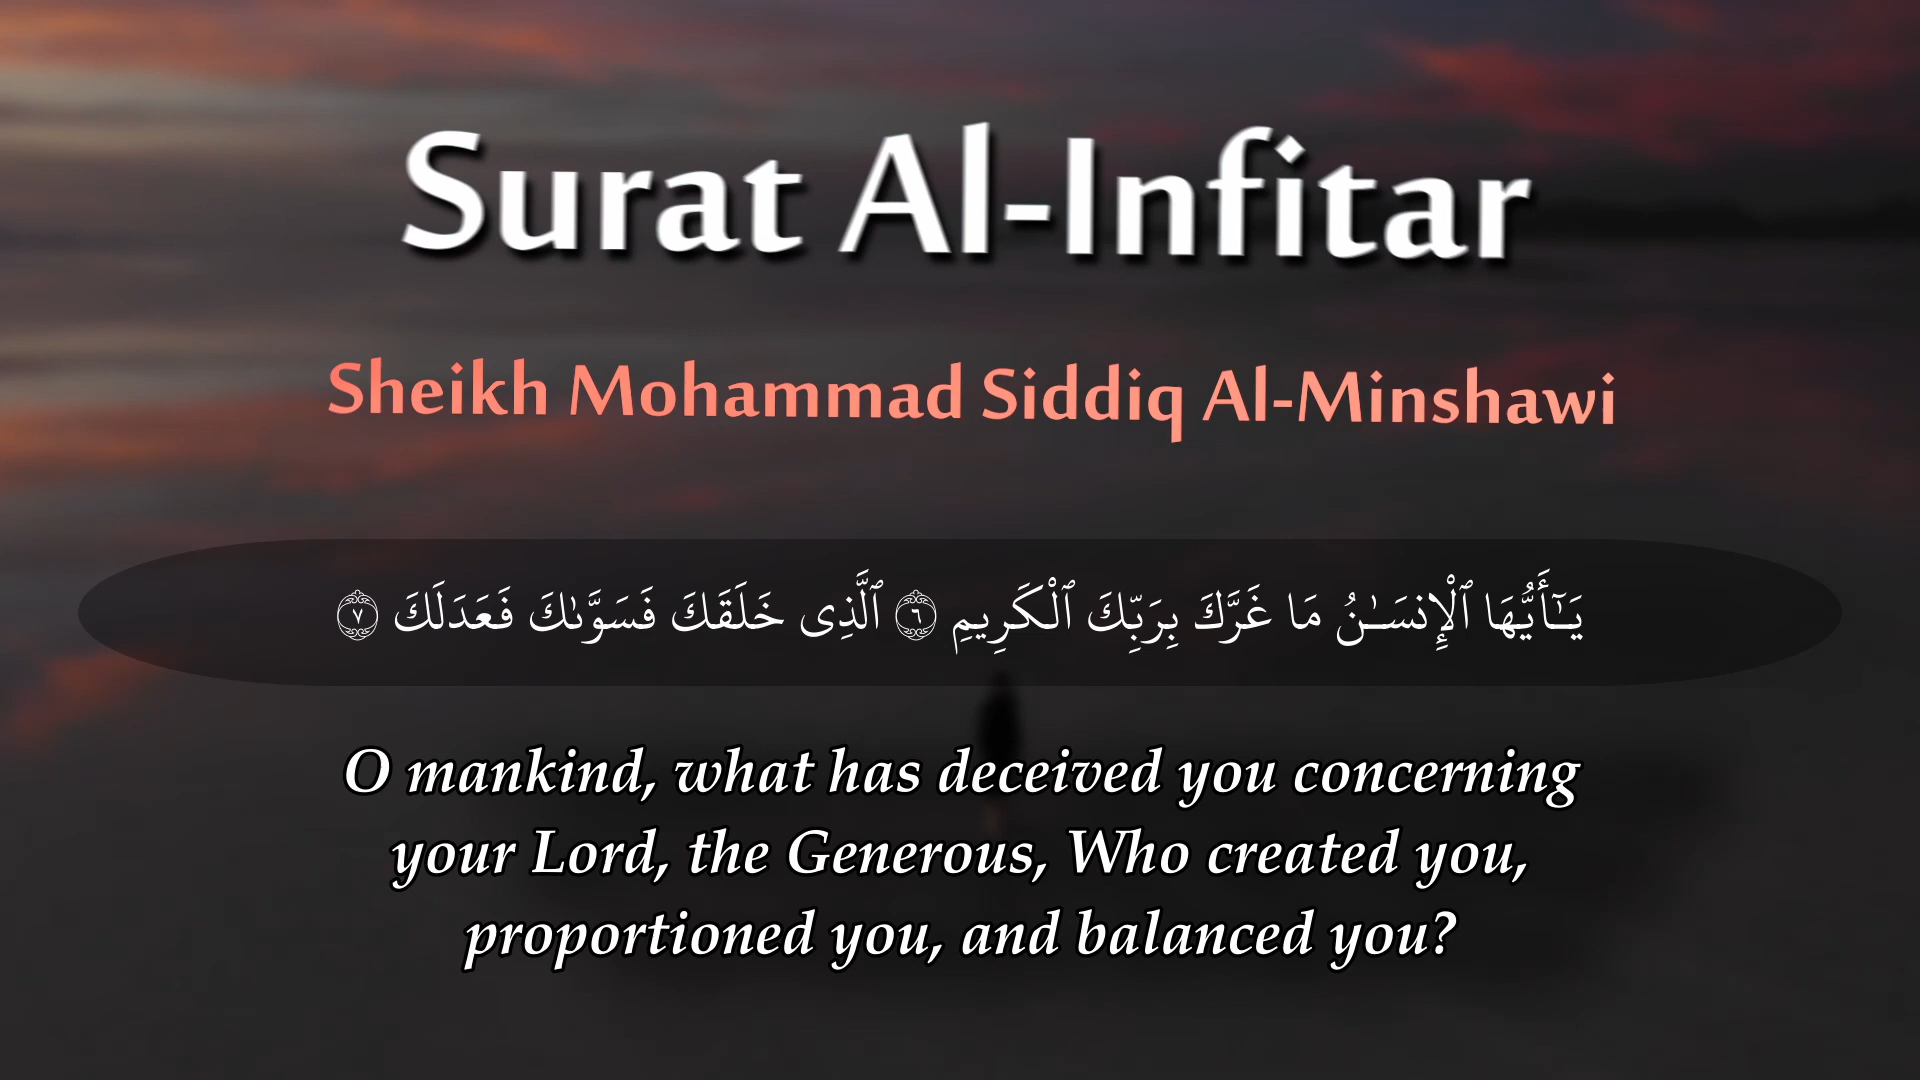 Surat Al-Infitar
Sheikh Mohammad Siddiq Al-Minshawi
يَـٰٓأَيُّهَا ٱلْإِنسَـٰنُ مَا غَرَّكَ بِرَبِّكَ ٱلْكَرِيمِ ٦ ٱلَّذِى خَلَقَكَ فَسَوَّىٰكَ فَعَدَلَكَ ٧
O mankind, what has deceived you concerning
your Lord, the Generous, Who created you,
proportioned you, and balanced you?